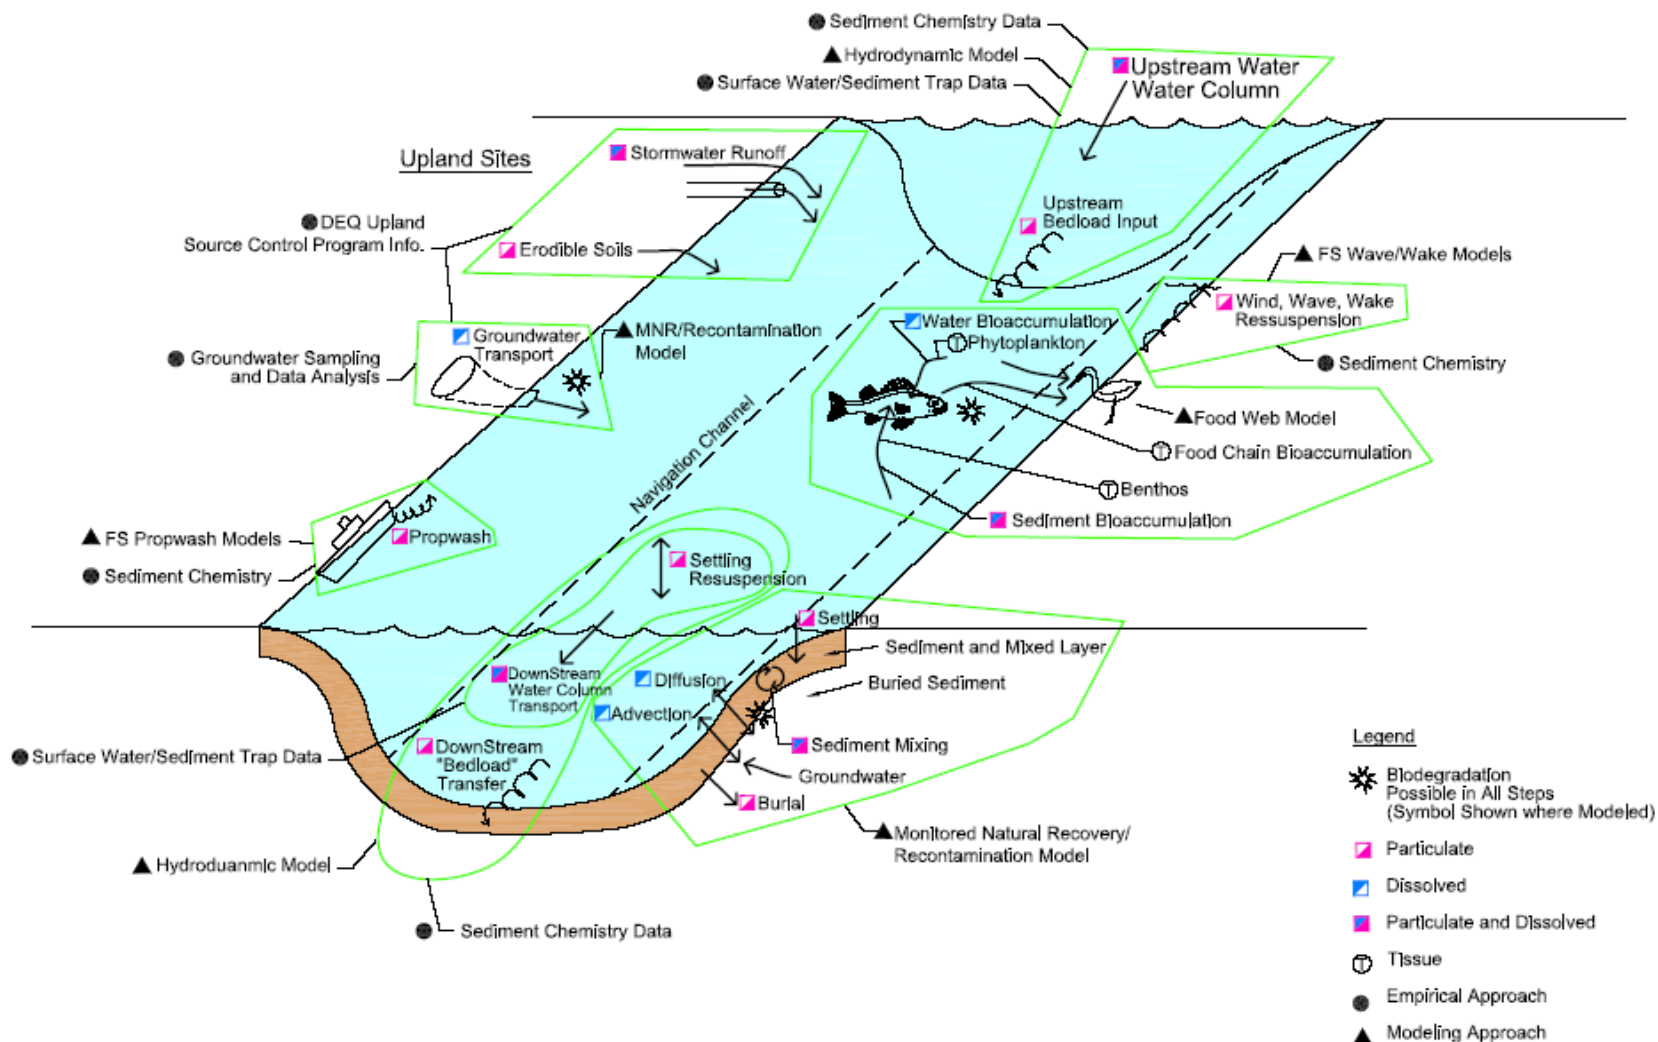 Sediment Chemistry Data
Hydrodynamic Model
Surface Water/Sediment Trap Data
Upstream Water
Water Column
Upland Sites
Stormwater Runoff
DEQ Upland
Source Control Program Info.
Erodible Soils
Upstream
Bedload Input
FS Wave/Wake Models
Wind, Wave, Wake
Ressuspension
Sediment Chemistry
Groundwater
Transport
MNR/Recontamination
Model
Groundwater Sampling
and Data Analysis
Water Bioaccumulation
Phytoplankton
Food Web Model
Food Chain Bioaccumulation
Benthos
Sediment Bioaccumulation
Navigation Channel
FS Propwash Models
Sediment Chemistry
Propwash
Settling
Resuspension
Settling
Sediment and Mixed Layer
Buried Sediment
DownStream
Water Column
Transport
Diffusion
Advection
Sediment Mixing
Groundwater
Burial
Surface Water/Sediment Trap Data
DownStream
"Bedload"
Transfer
Monitored Natural Recovery/
Recontamination Model
Hydroduanmic Model
Sediment Chemistry Data
Legend
Biodegradation
Possible in All Steps
(Symbol Shown where Modeled)
Particulate
Dissolved
Particulate and Dissolved
T Tissue
Empirical Approach
Modeling Approach